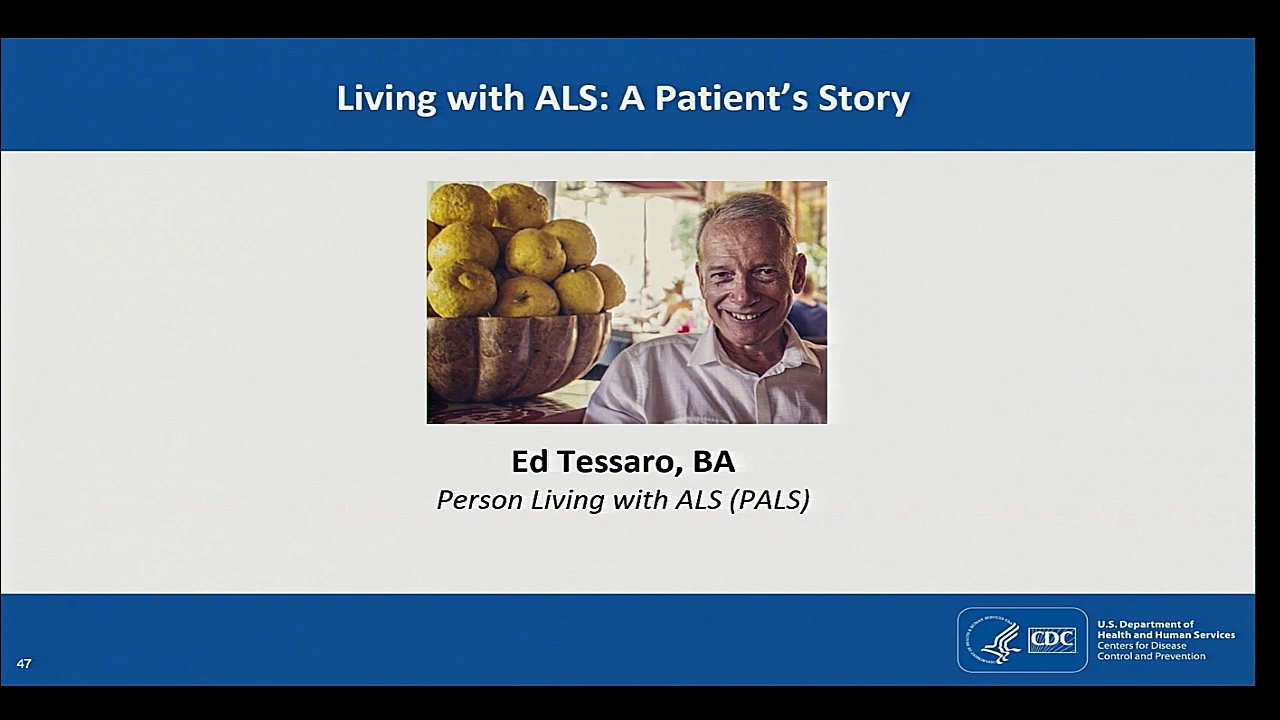 Living with ALS: A Patient’s Story
Ed Tessaro, BA
Person Living with ALS (PALS)
47
CDC
U.S. Department of
Health and Human Services
Centers for Disease
Control and Prevention